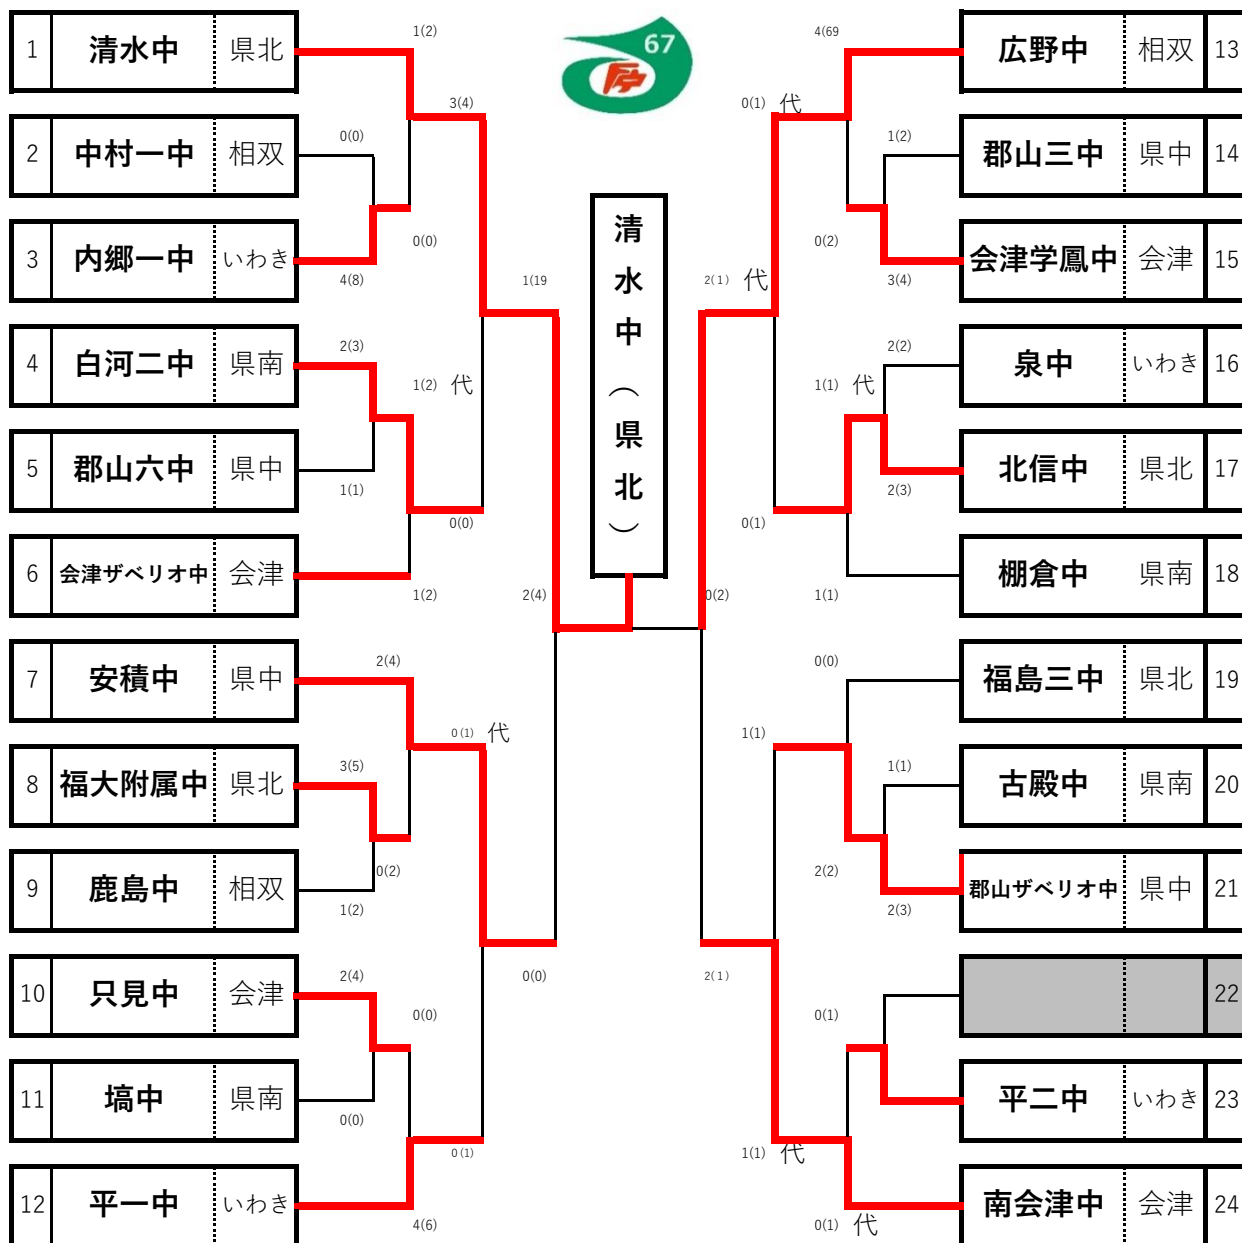 1 清水中 県北
2 中村一中 相双
3 内郷一中 いわき
4 白河二中 県南
5 郡山六中 県中
6 会津ザベリオ中 会津
7 安積中 県中
8 福大附属中 県北
9 鹿島中 相双
10 只見中 会津
11 塙中 県南
12 平一中 いわき
1(2)
0(0)
4(8)
2(3)
1(1)
2(4)
3(5)
1(2)
2(4)
0(0)
3(4)
0(0)
1(2) 代
1(2)
0(2)
0(0)
4(6)
1(19
0(0)
0(1) 代
0(1)
2(4)
0(0)
67
清水中（県北）
2(1) 代
0(2)
2(1)
0(1) 代
0(1)
1(1)
1(1) 代
4(69
0(2)
1(1) 代
1(1)
0(0)
2(2)
0(1)
0(1) 代
1(2)
3(4)
2(2)
2(3)
1(1)
2(3)
広野中 相双 13
郡山三中 県中 14
会津学鳳中 会津 15
泉中 いわき 16
北信中 県北 17
棚倉中 県南 18
福島三中 県北 19
古殿中 県南 20
郡山ザベリオ中 県中 21
22
平二中 いわき 23
南会津中 会津 24